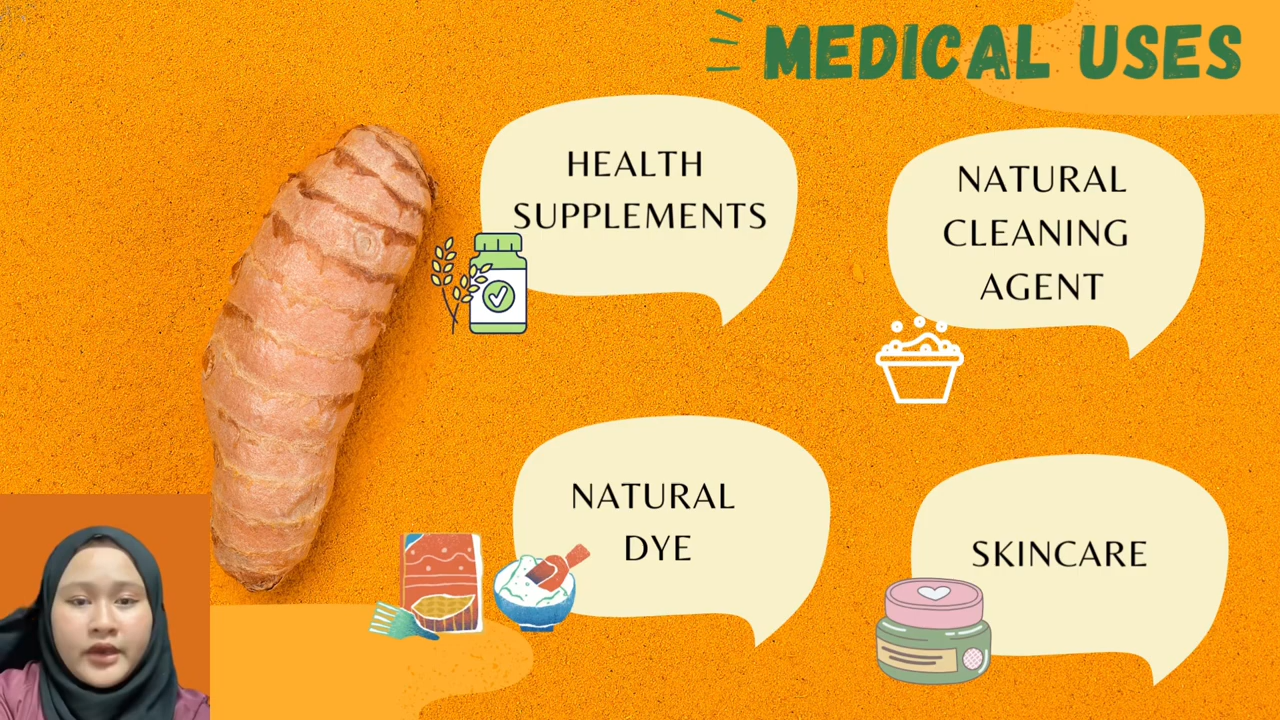 MEDICAL USES
HEALTH
SUPPLEMENTS
NATURAL
CLEANING
AGENT
NATURAL
DYE
SKINCARE